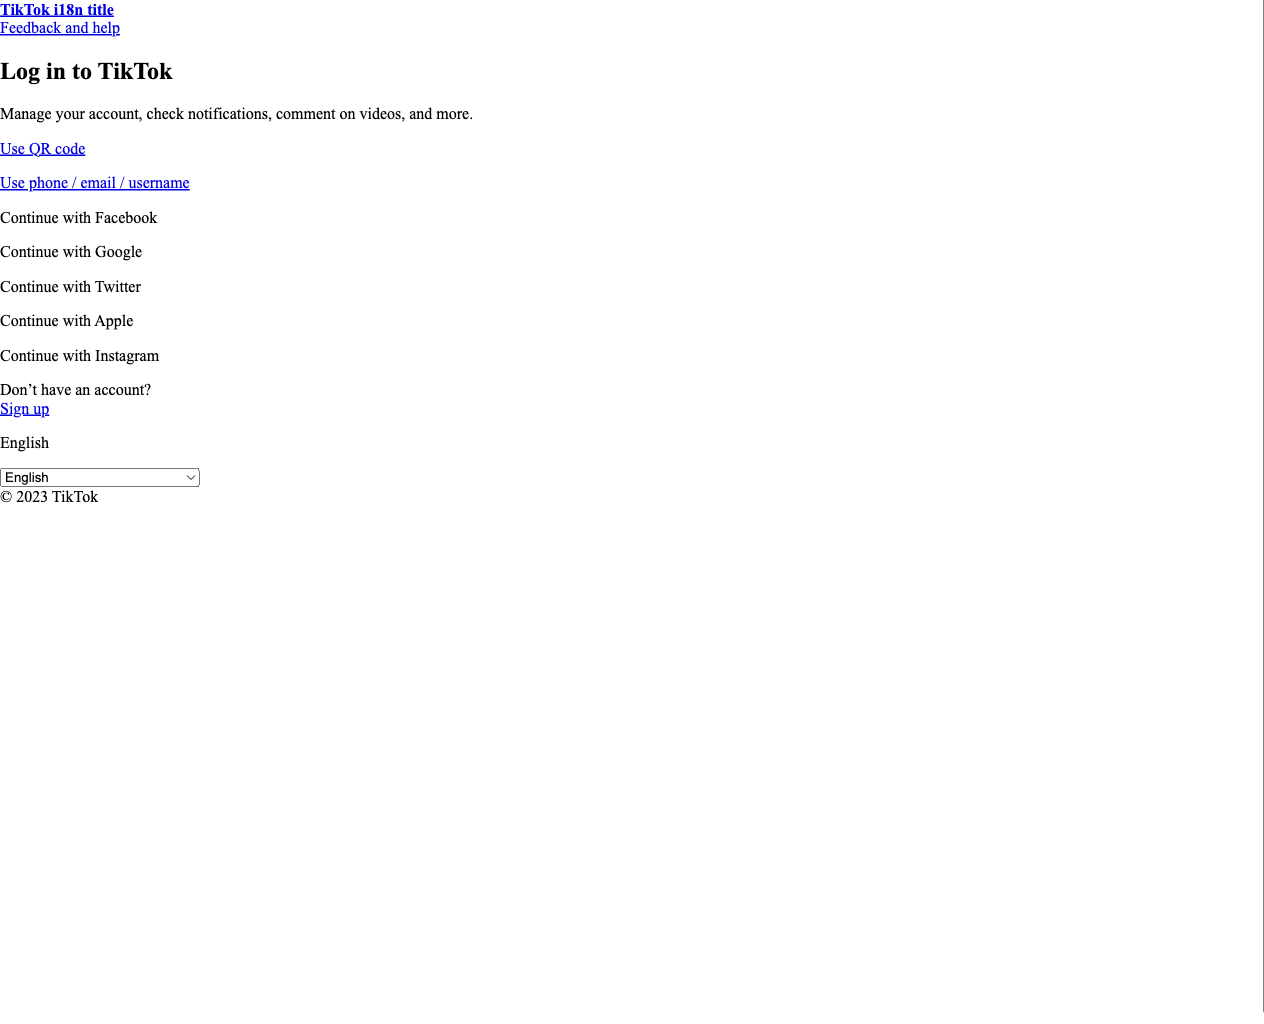 TikTok i18n title
Feedback and help
Log in to TikTok
Manage your account, check notifications, comment on videos, and more.
Use QR code
Use phone / email / username
Continue with Facebook
Continue with Google
Continue with Twitter
Continue with Apple
Continue with Instagram
Don’t have an account?
Sign up
English
English
© 2023 TikTok